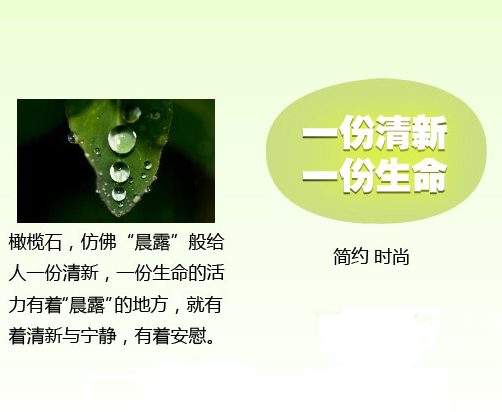 橄榄石，仿佛“晨露”般给
人一份清新，一份生命的活
力有着“晨露”的地方，就有
着清新与宁静，有着安慰。
一份清新
一份生命
简约 时尚